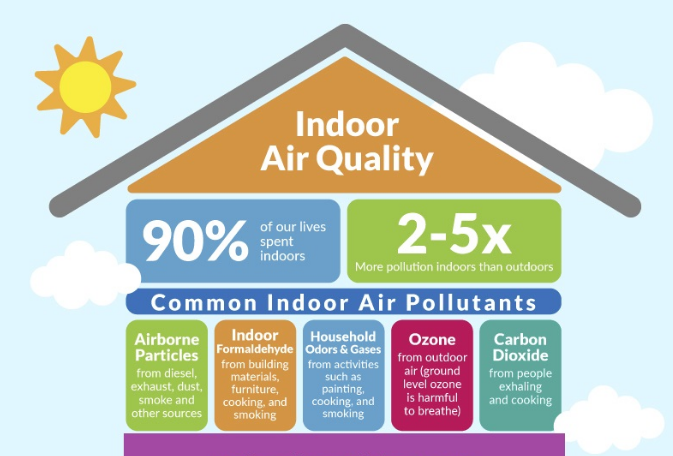 Indoor
Air Quality
90%
of our lives
spent
indoors
2-5x
More pollution indoors than outdoors
Common Indoor Air Pollutants
Airborne
Particles
from diesel,
exhaust, dust,
smoke and
other sources
Indoor
Formaldehyde
from building
materials,
furniture,
cooking, and
smoking
Household
Odors & Gases
from activities
such as
painting,
cooking, and
smoking
Ozone
from outdoor
air (ground
level ozone
is harmful
to breathe)
Carbon
Dioxide
from people
exhaling
and cooking